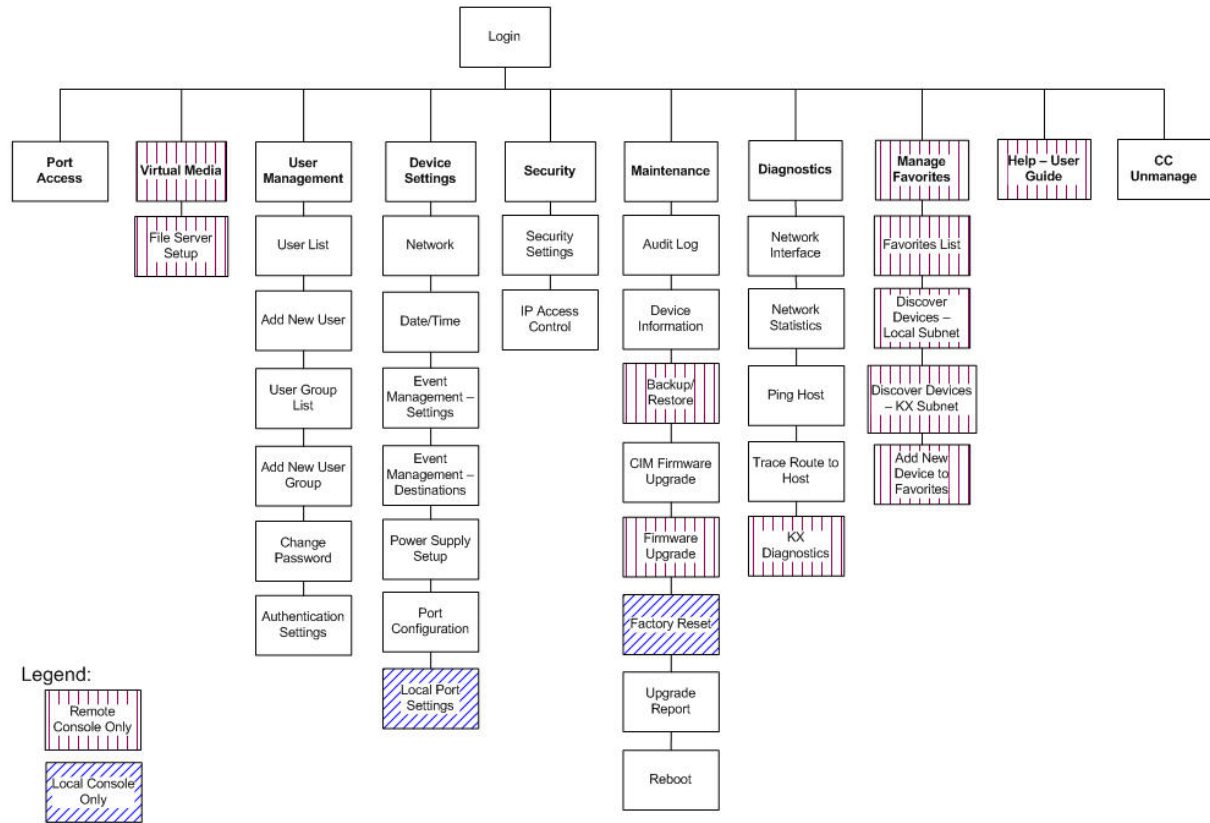 Login
Port
Access
Virtual Media
File Server
Setup
User
Management
User List
Add New User
User Group
List
Add New User
Group
Change
Password
Authentication
Settings
Device
Settings
Network
Date/Time
Event
Management –
Settings
Event
Management –
Destinations
Power Supply
Setup
Port
Configuration
Local Port
Settings
Security
Security
Settings
IP Access
Control
Maintenance
Audit Log
Device
Information
Backup/
Restore
CIM Firmware
Upgrade
Firmware
Upgrade
Factory Reset
Upgrade
Report
Reboot
Diagnostics
Network
Interface
Network
Statistics
Ping Host
Trace Route to
Host
KX
Diagnostics
Manage
Favorites
Favorites List
Discover
Devices –
Local Subnet
Discover Devices
– KX Subnet
Add New
Device to
Favorites
Help – User
Guide
CC
Unmanage
Legend:
Remote
Console Only
Local Console
Only